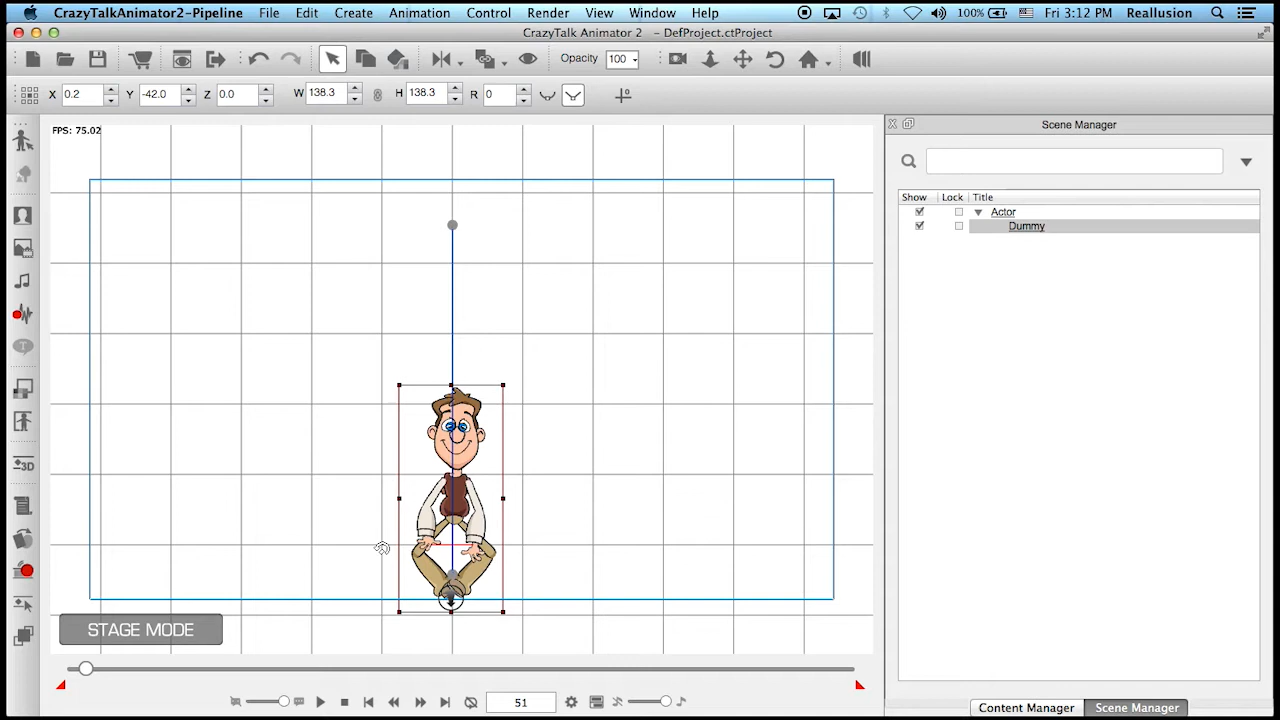 CrazyTalkAnimator2-Pipeline File Edit Create Animation Control Render View Window Help 100% Fri 3:12 PM Reallusion
CrazyTalk Animator 2 - DefProject.ctProject
Opacity 100
X 0.2 Y -42.0 Z 0.0 W 138.3 H 138.3 R 0
FPS: 75.02
Scene Manager
Show Lock Title
Actor
Dummy
+3D
STAGE MODE
51
Content Manager Scene Manager